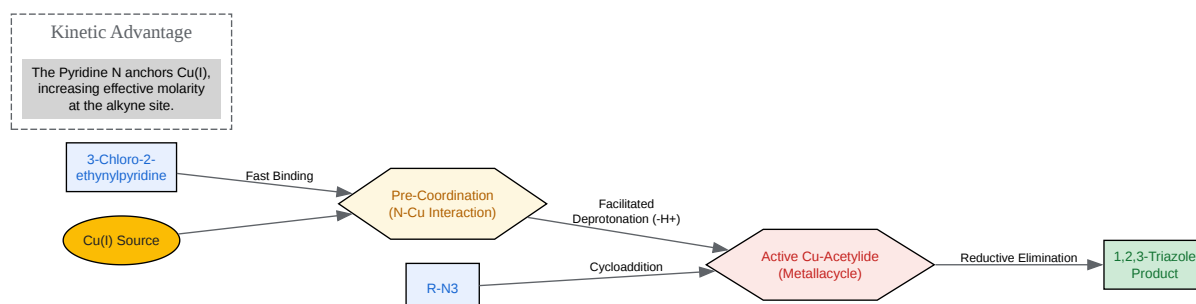 Kinetic Advantage
The Pyridine N anchors Cu(I),
increasing effective molarity
at the alkyne site.
3-Chloro-2-
ethynylpyridine
Fast Binding
Cu(I) Source
Pre-Coordination
(N-Cu Interaction)
Facilitated
Deprotonation (-H+)
R-N3
Cycloaddition
Active Cu-Acetylide
(Metallacycle)
Reductive Elimination
1,2,3-Triazole
Product